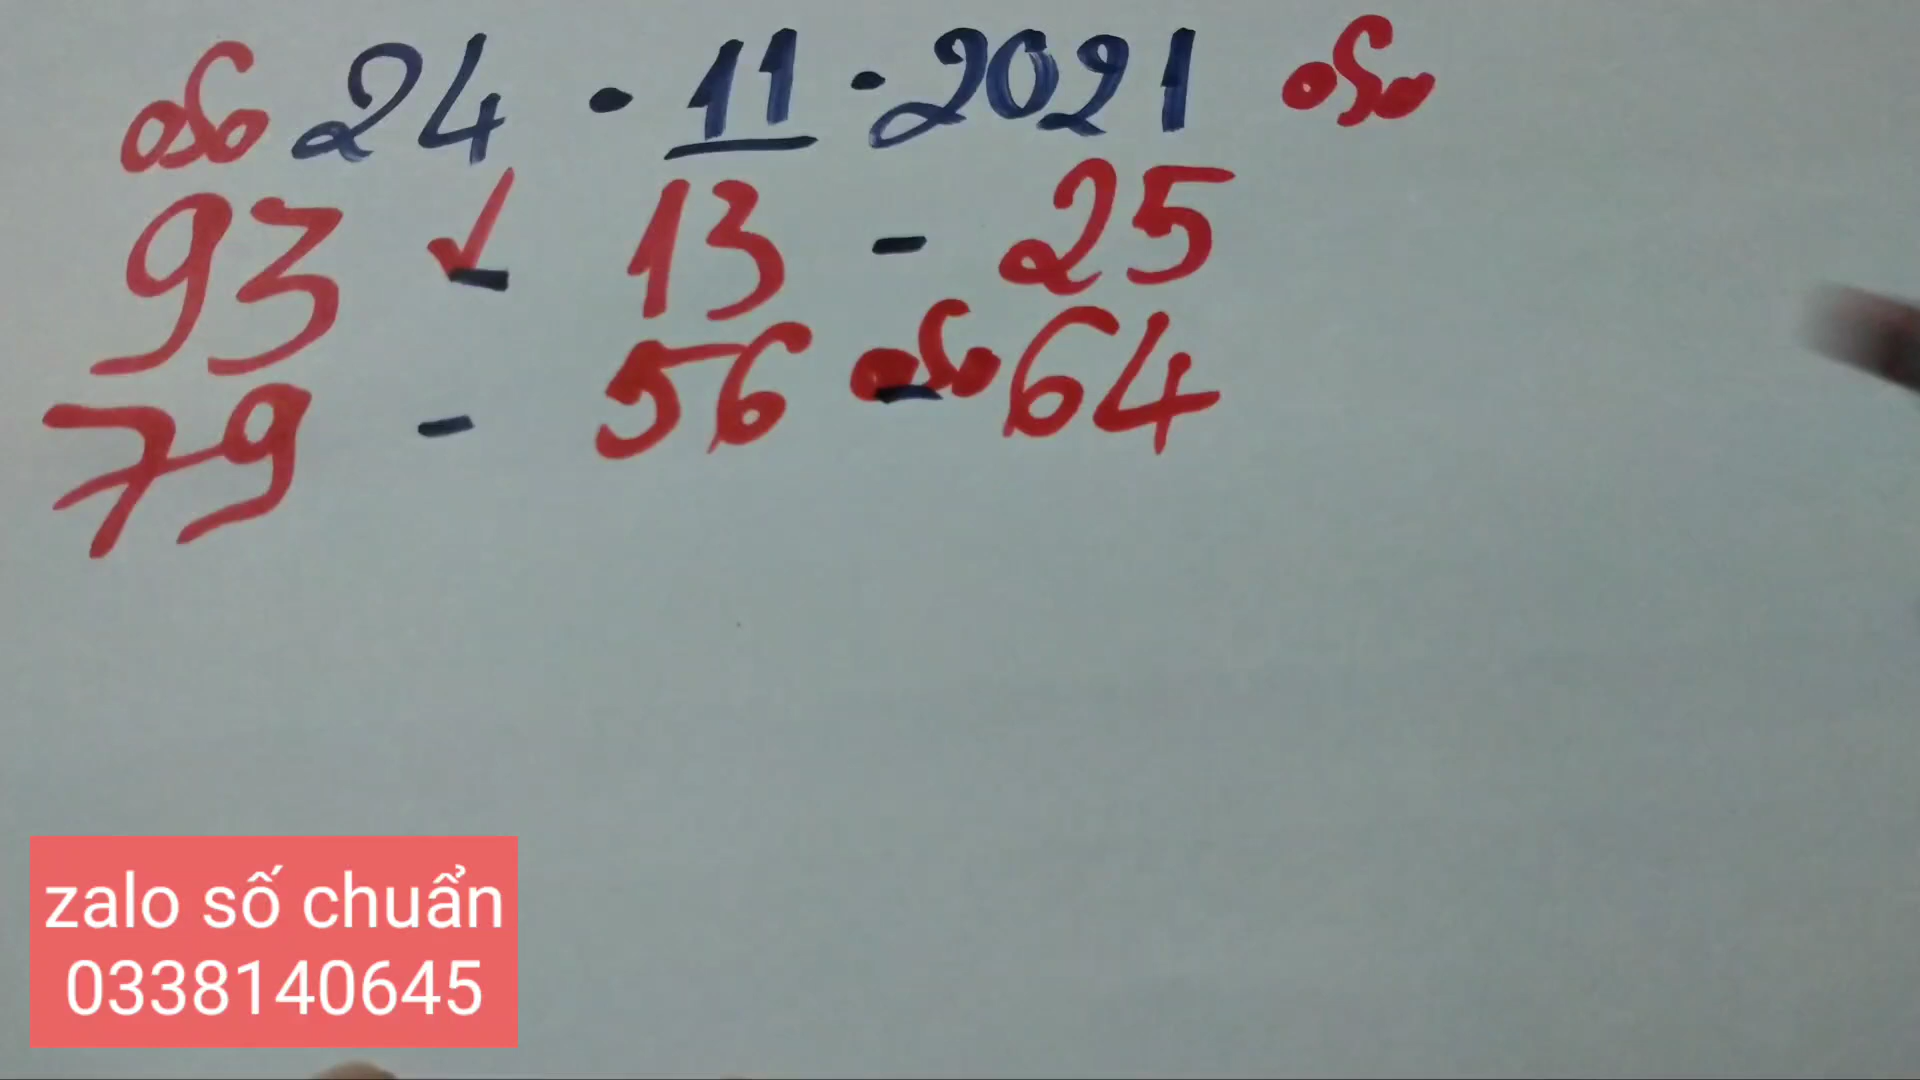 24 · 11 · 2021
93 - 13 - 25
79 - 56 - 64
zalo số chuẩn
0338140645